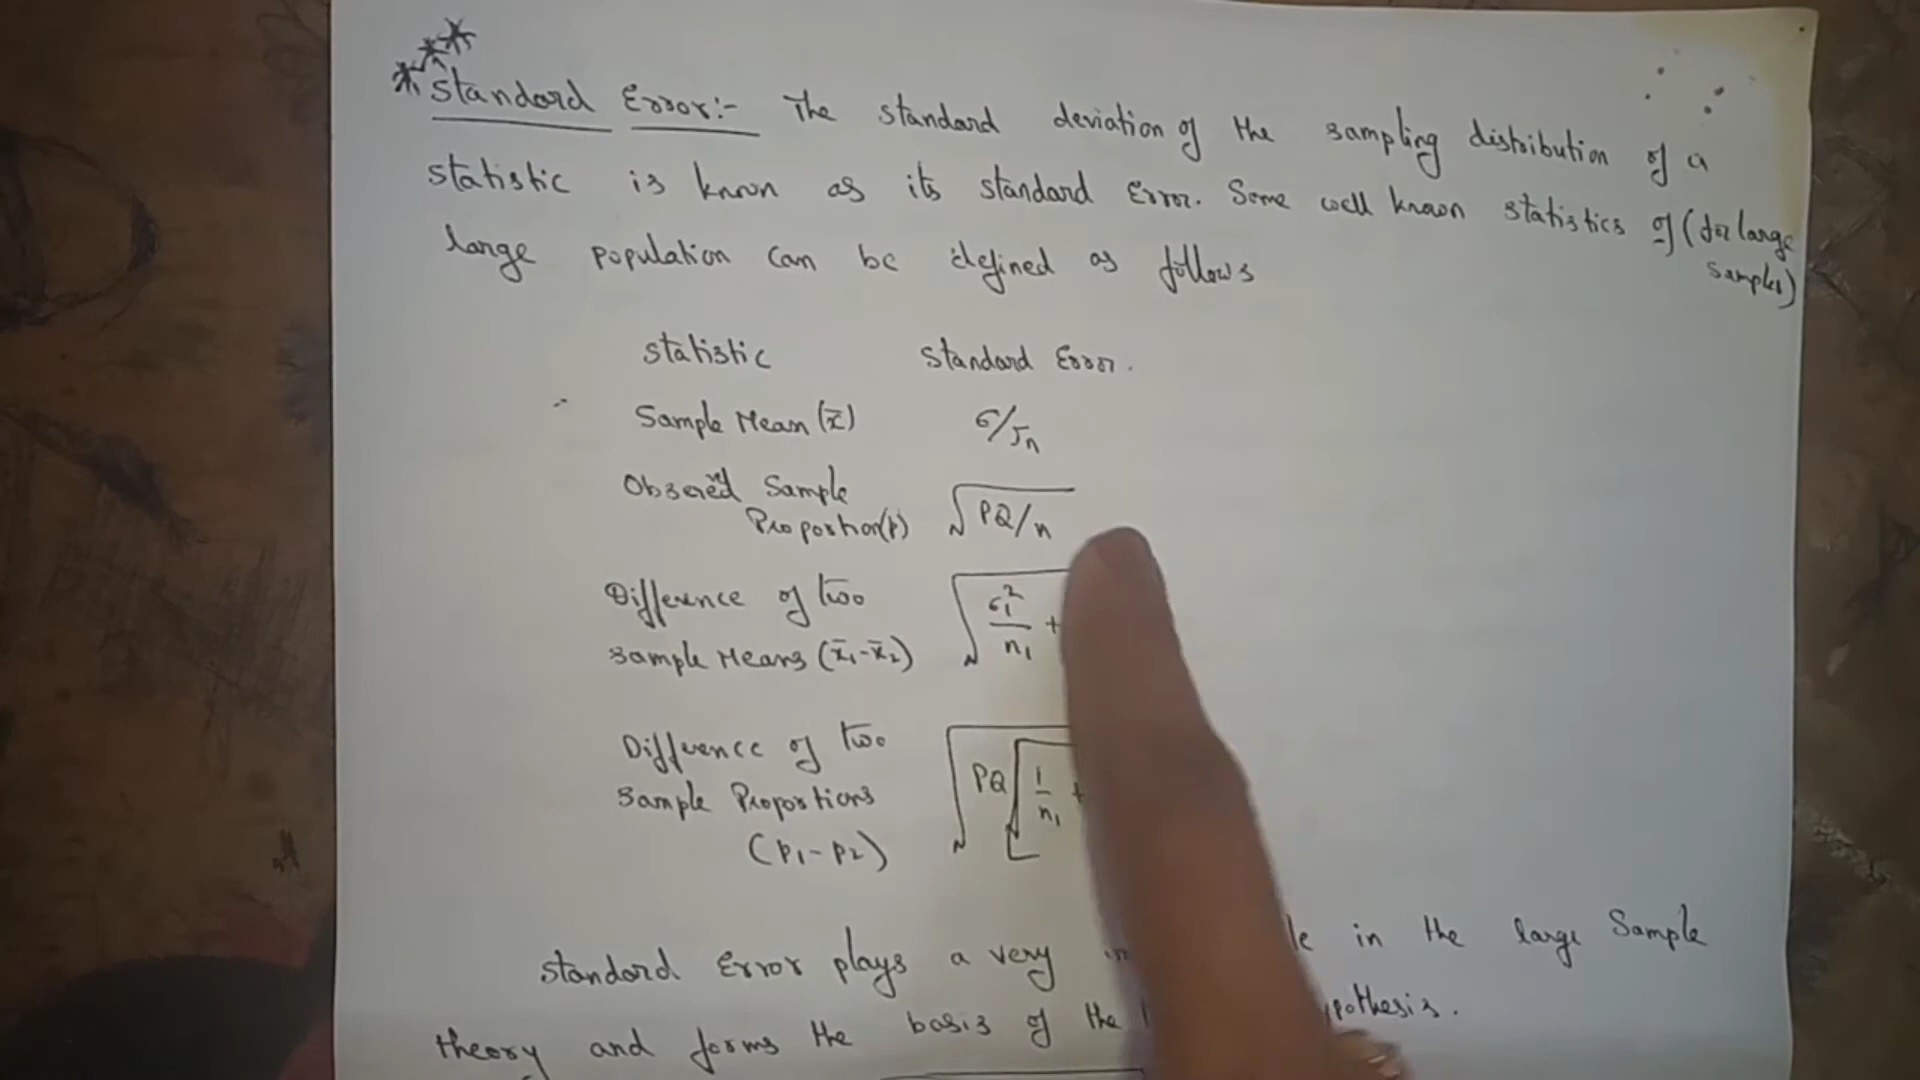 Standard Error:- The standard deviation of the sampling distribution of a
statistic is known as its standard Error. Some well known statistics of (for large
samples)
large population can be defined as follows
statistic standard Error.
Sample Mean (x̄) σ/√n
Observed Sample
Proportion(p) √PQ/n
Difference of two
sample Means (x̄₁-x̄₂) √σ₁²/n₁ +
Difference of two
Sample Proportions
(P₁-P₂) √PQ[1/n₁ +
standard Error plays a very in the large Sample
theory and forms the basis of the